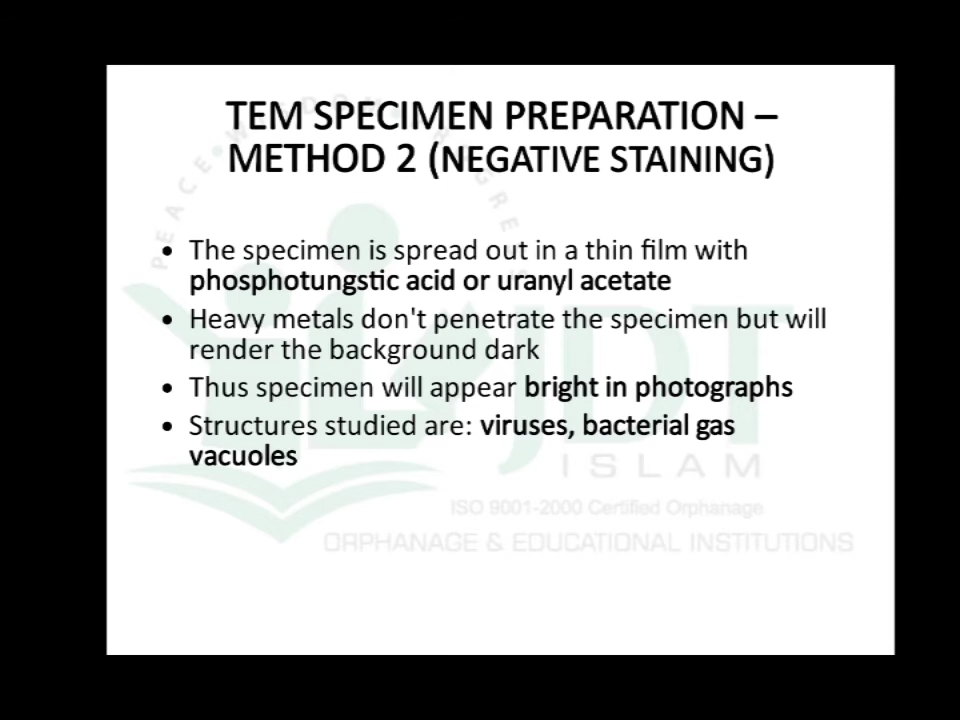 TEM SPECIMEN PREPARATION –
METHOD 2 (NEGATIVE STAINING)
• The specimen is spread out in a thin film with
phosphotungstic acid or uranyl acetate
• Heavy metals don't penetrate the specimen but will
render the background dark
• Thus specimen will appear bright in photographs
• Structures studied are: viruses, bacterial gas
vacuoles
JDT
ISLAM
ISO 9001-2000 Certified Orphanage
ORPHANAGE & EDUCATIONAL INSTITUTIONS